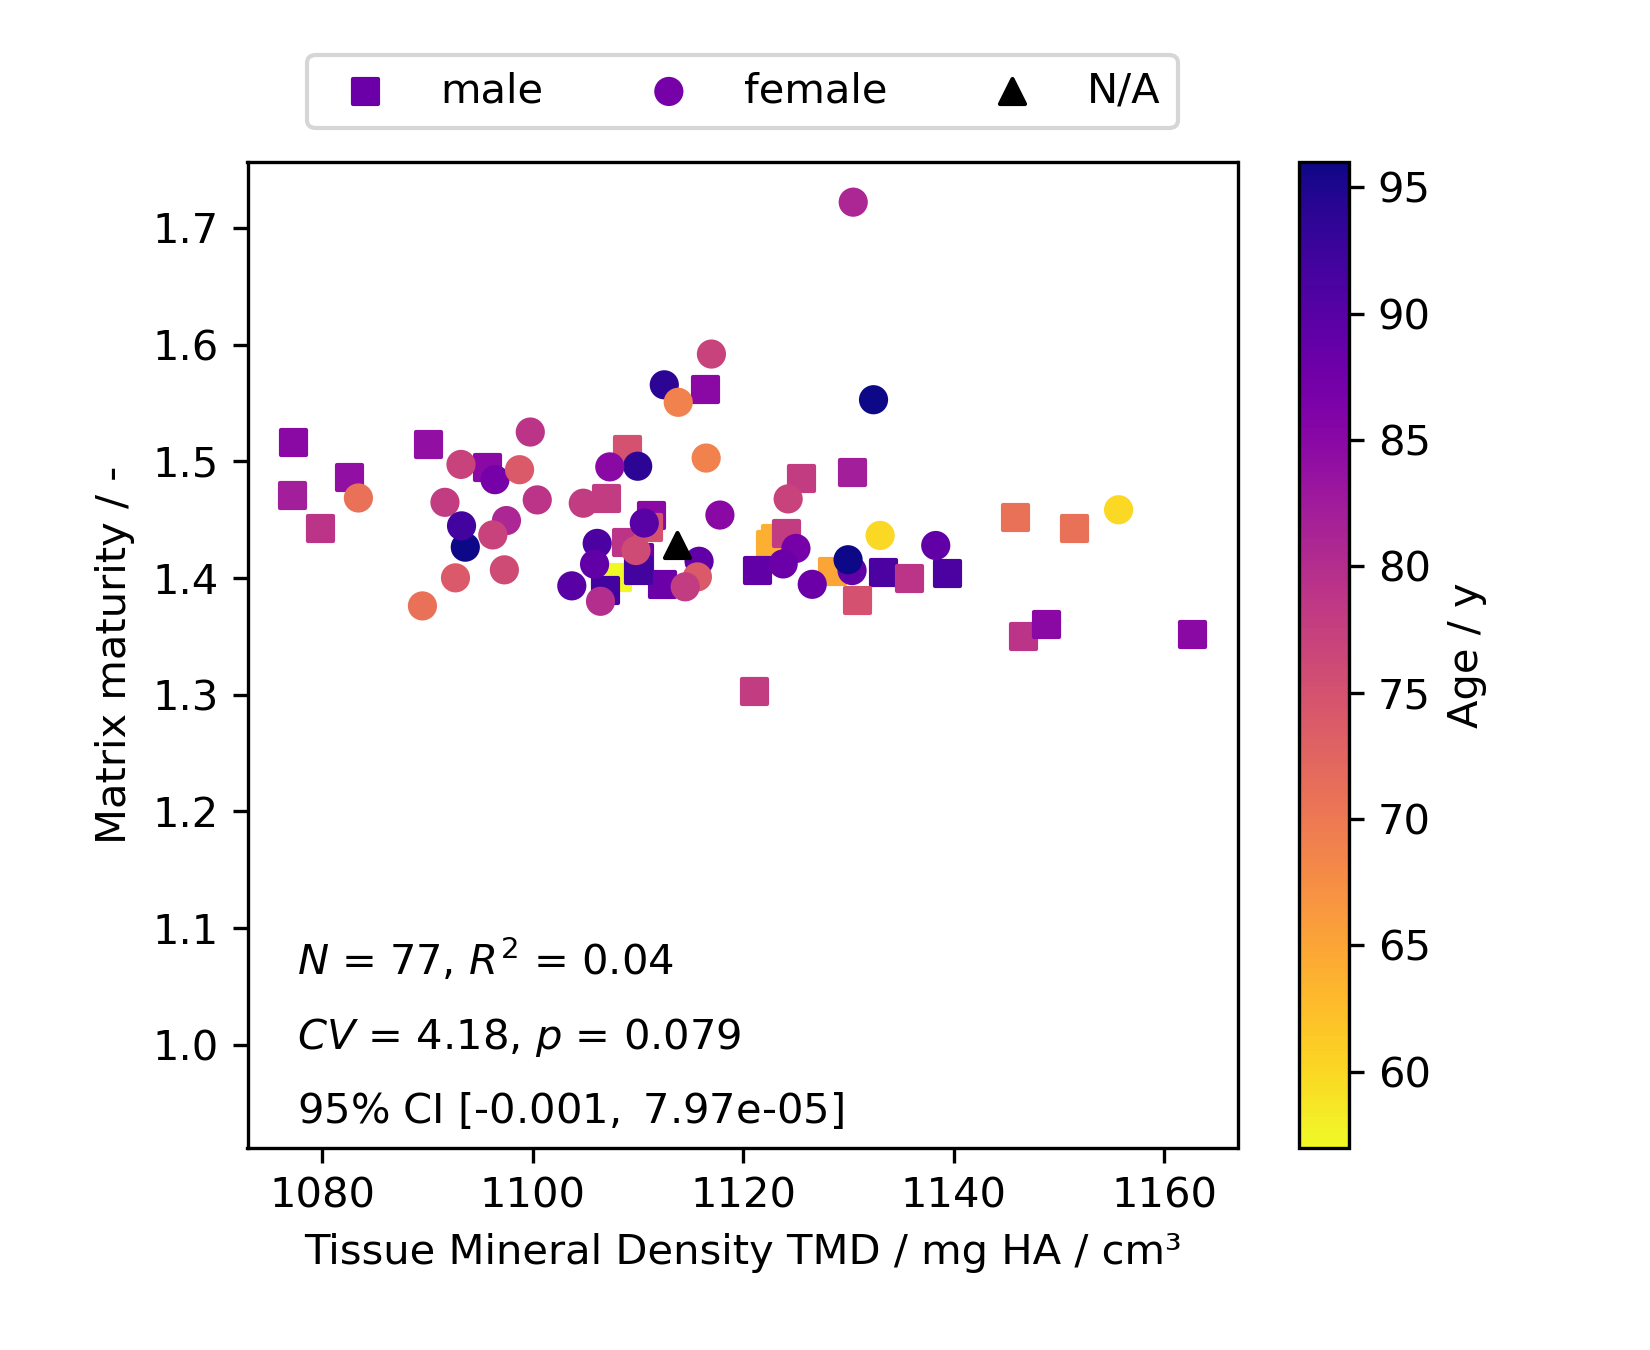 male female N/A
1.7
1.6
1.5
1.4
1.3
1.2
1.1
1.0
Matrix maturity / -
N = 77, R² = 0.04
CV = 4.18, p = 0.079
95% CI [-0.001, 7.97e-05]
1080 1100 1120 1140 1160
Tissue Mineral Density TMD / mg HA / cm³
95
90
85
80
75
70
65
60
Age / y